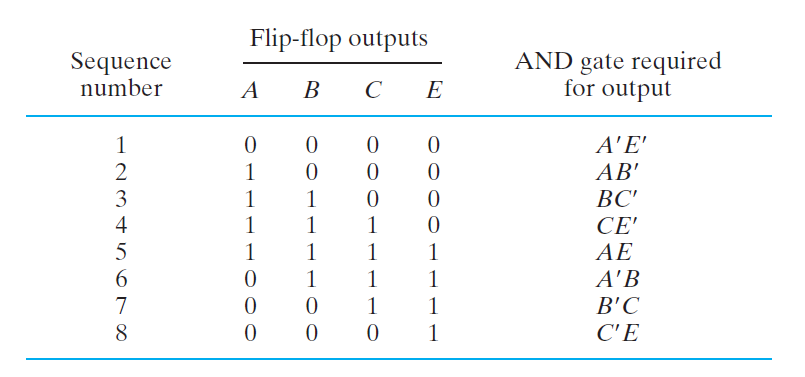 Flip-flop outputs
Sequence number
A B C E
AND gate required for output
1 0 0 0 0 A'E'
2 1 0 0 0 AB'
3 1 1 0 0 BC'
4 1 1 1 0 CE'
5 1 1 1 1 AE
6 0 1 1 1 A'B
7 0 0 1 1 B'C
8 0 0 0 1 C'E